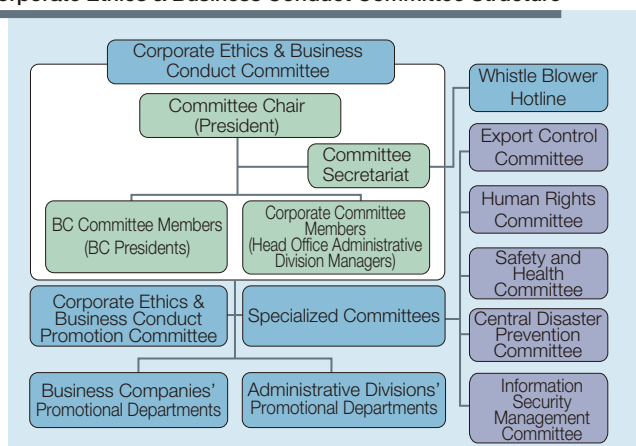 Corporate Ethics & Business Conduct Committee Structure
Corporate Ethics & Business
Conduct Committee
Committee Chair
(President)
Committee
Secretariat
BC Committee Members
(BC Presidents)
Corporate Committee
Members
(Head Office Administrative
Division Managers)
Whistle Blower
Hotline
Export Control
Committee
Human Rights
Committee
Safety and
Health
Committee
Central Disaster
Prevention
Committee
Information
Security
Management
Committee
Corporate Ethics &
Business Conduct
Promotion Committee
Specialized Committees
Business Companies'
Promotional Departments
Administrative Divisions'
Promotional Departments